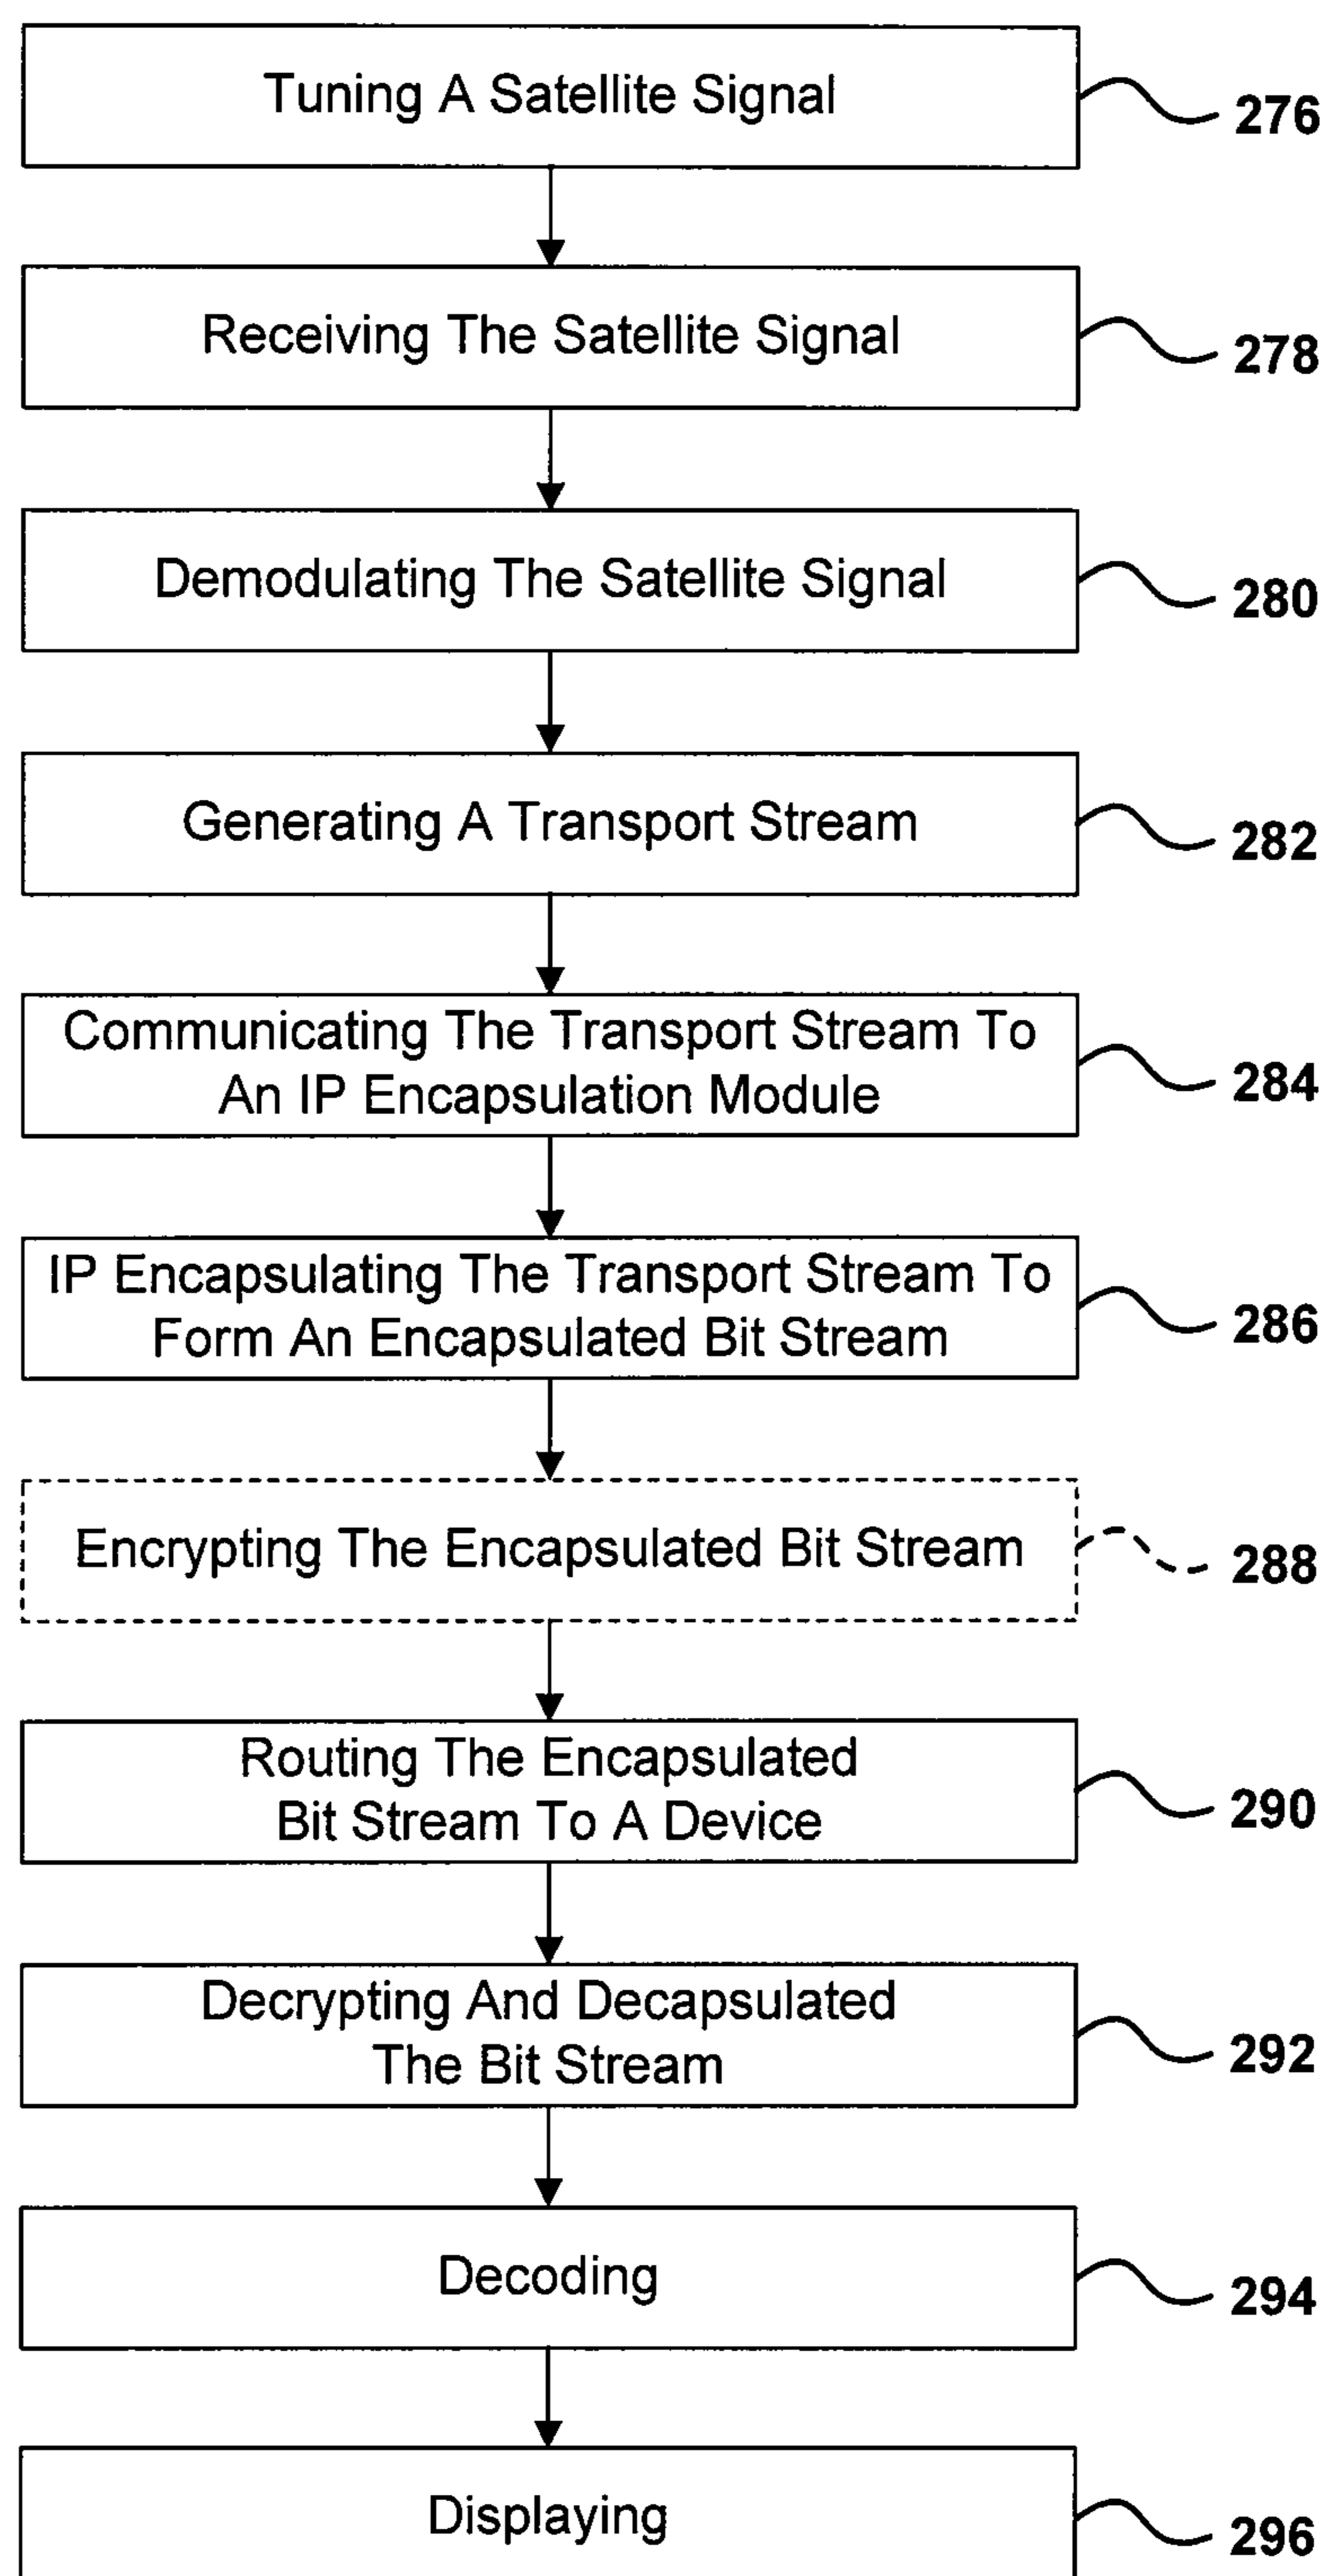 Tuning A Satellite Signal
276
Receiving The Satellite Signal
278
Demodulating The Satellite Signal
280
Generating A Transport Stream
282
Communicating The Transport Stream To
An IP Encapsulation Module
284
IP Encapsulating The Transport Stream To
Form An Encapsulated Bit Stream
286
Encrypting The Encapsulated Bit Stream
288
Routing The Encapsulated
Bit Stream To A Device
290
Decrypting And Decapsulated
The Bit Stream
292
Decoding
294
Displaying
296